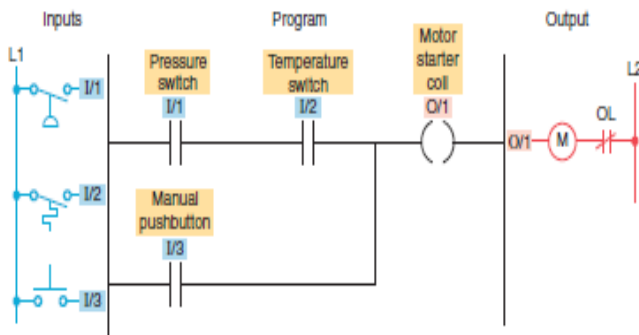 Inputs
Program
Output
L1
Pressure
switch
I/1
Temperature
switch
I/2
Motor
starter
coil
O/1
L2
I/1
O/1
M
OL
I/2
Manual
pushbutton
I/3
I/3